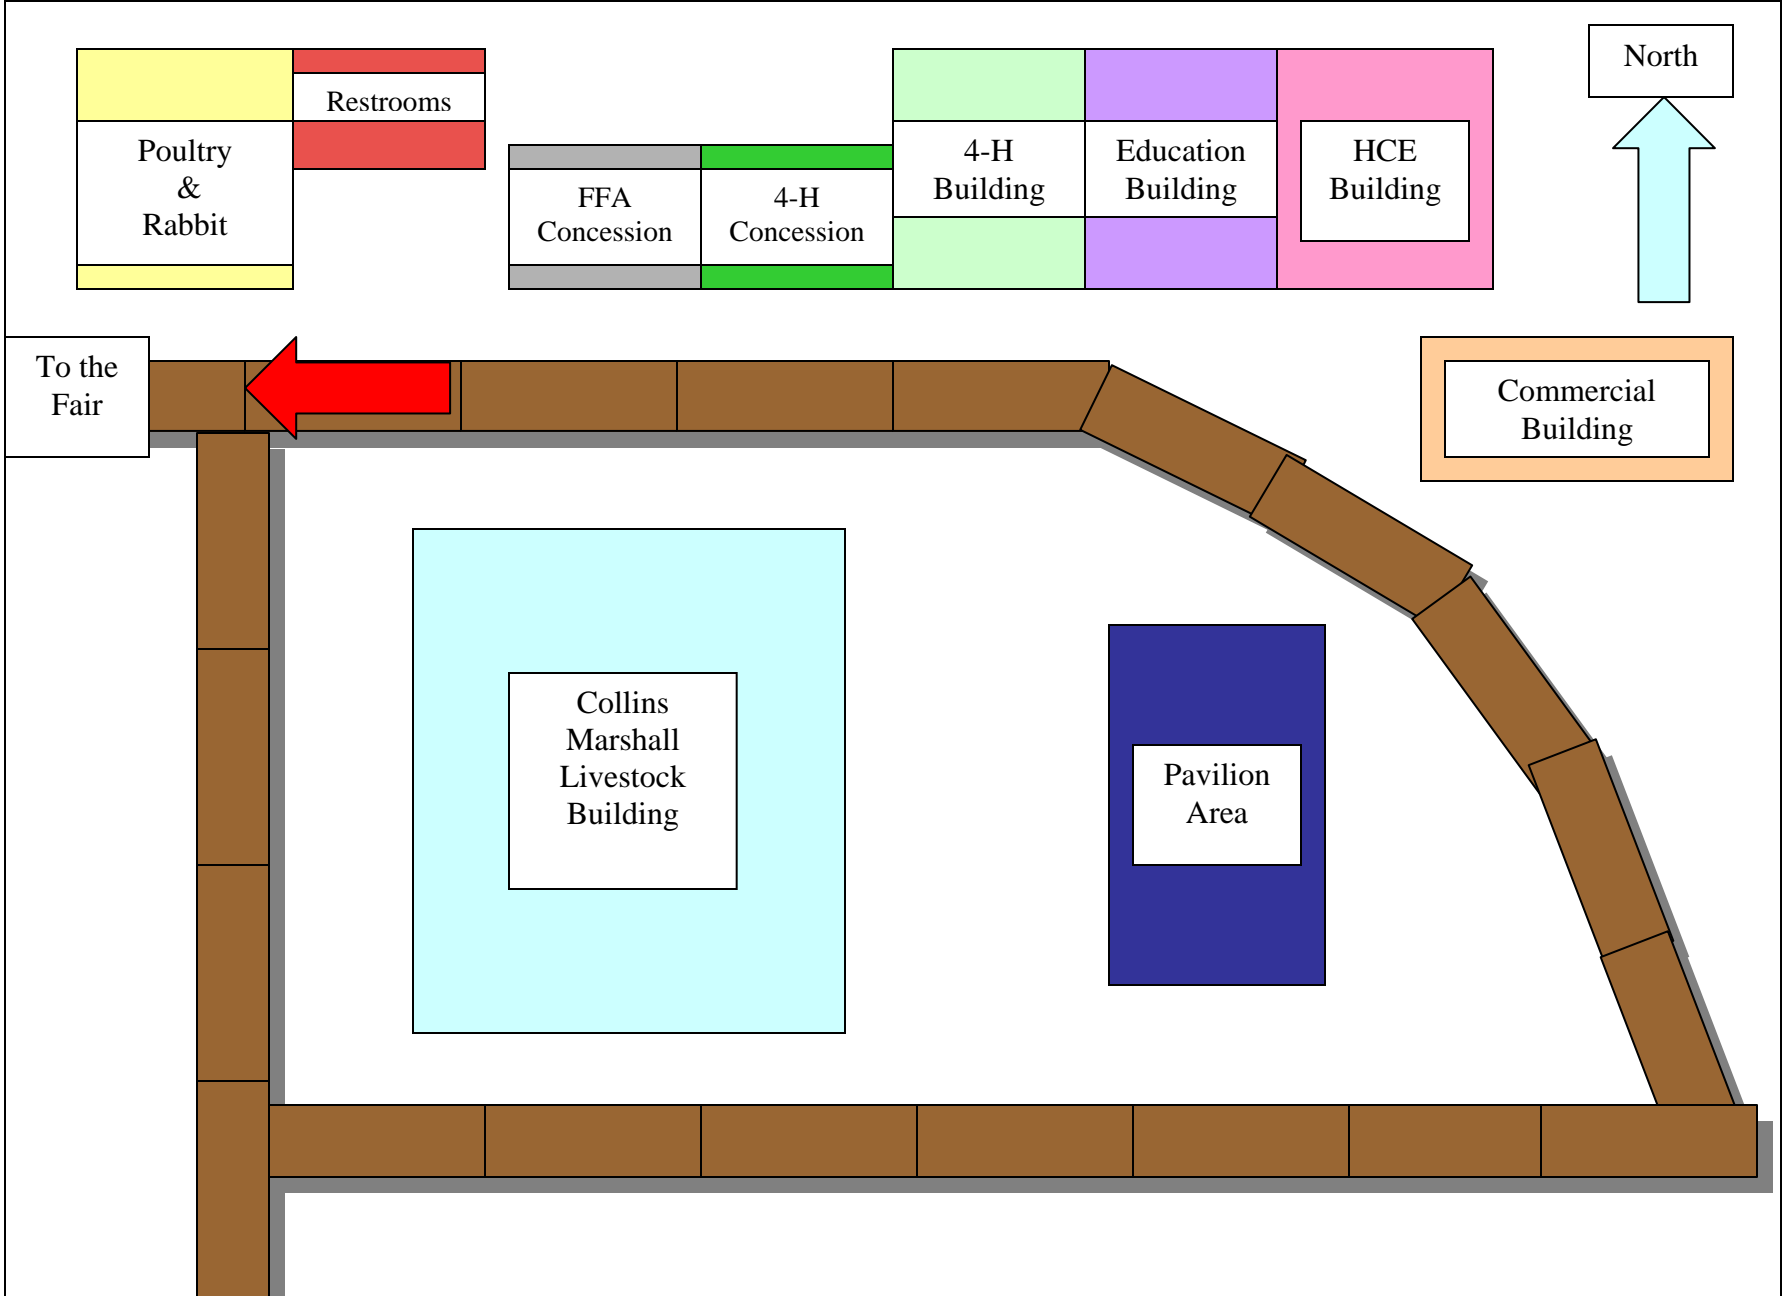 North
Restrooms
Poultry
&
Rabbit
FFA
Concession
4-H
Concession
4-H
Building
Education
Building
HCE
Building
To the
Fair
Commercial
Building
Collins
Marshall
Livestock
Building
Pavilion
Area